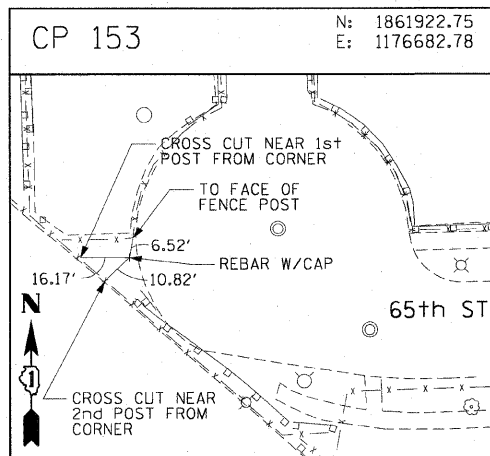 CP 153
N: 1861922.75
E: 1176682.78
CROSS CUT NEAR 1st
POST FROM CORNER
TO FACE OF
FENCE POST
6.52'
REBAR W/CAP
16.17'
10.82'
N
1
65th ST
CROSS CUT NEAR
2nd POST FROM
CORNER